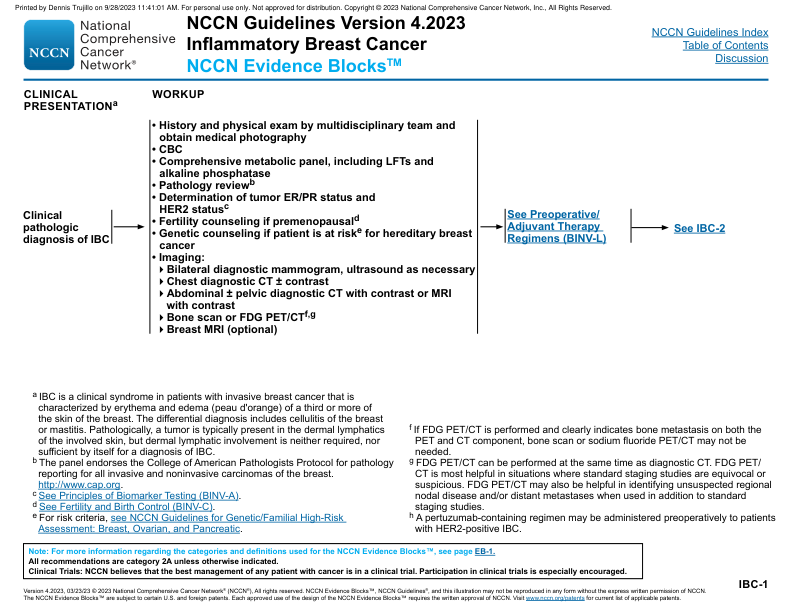 Printed by Dennis Trujillo on 9/28/2023 11:41:01 AM. For personal use only. Not approved for distribution. Copyright © 2023 National Comprehensive Cancer Network, Inc., All Rights Reserved.
NCCN
National
Comprehensive
Cancer
Network®
NCCN Guidelines Version 4.2023
Inflammatory Breast Cancer
NCCN Evidence Blocks™
NCCN Guidelines Index
Table of Contents
Discussion
CLINICAL
PRESENTATIONa
WORKUP
Clinical
pathologic
diagnosis of IBC
• History and physical exam by multidisciplinary team and
obtain medical photography
• CBC
• Comprehensive metabolic panel, including LFTs and
alkaline phosphatase
• Pathology reviewb
• Determination of tumor ER/PR status and
HER2 statusc
• Fertility counseling if premenopausald
• Genetic counseling if patient is at riske for hereditary breast
cancer
• Imaging:
Bilateral diagnostic mammogram, ultrasound as necessary
Chest diagnostic CT ± contrast
Abdominal ± pelvic diagnostic CT with contrast or MRI
with contrast
Bone scan or FDG PET/CTf,g
Breast MRI (optional)
See Preoperative/
Adjuvant Therapy
Regimens (BINV-L)
See IBC-2
a IBC is a clinical syndrome in patients with invasive breast cancer that is
characterized by erythema and edema (peau d'orange) of a third or more of
the skin of the breast. The differential diagnosis includes cellulitis of the breast
or mastitis. Pathologically, a tumor is typically present in the dermal lymphatics
of the involved skin, but dermal lymphatic involvement is neither required, nor
sufficient by itself for a diagnosis of IBC.
b The panel endorses the College of American Pathologists Protocol for pathology
reporting for all invasive and noninvasive carcinomas of the breast.
http://www.cap.org.
c See Principles of Biomarker Testing (BINV-A).
d See Fertility and Birth Control (BINV-C).
e For risk criteria, see NCCN Guidelines for Genetic/Familial High-Risk
Assessment: Breast, Ovarian, and Pancreatic.
f If FDG PET/CT is performed and clearly indicates bone metastasis on both the
PET and CT component, bone scan or sodium fluoride PET/CT may not be
needed.
g FDG PET/CT can be performed at the same time as diagnostic CT. FDG PET/
CT is most helpful in situations where standard staging studies are equivocal or
suspicious. FDG PET/CT may also be helpful in identifying unsuspected regional
nodal disease and/or distant metastases when used in addition to standard
staging studies.
h A pertuzumab-containing regimen may be administered preoperatively to patients
with HER2-positive IBC.
Note: For more information regarding the categories and definitions used for the NCCN Evidence Blocks™, see page EB-1.
All recommendations are category 2A unless otherwise indicated.
Clinical Trials: NCCN believes that the best management of any patient with cancer is in a clinical trial. Participation in clinical trials is especially encouraged.
IBC-1
Version 4.2023, 03/23/23 © 2023 National Comprehensive Cancer Network® (NCCN®), All rights reserved. NCCN Evidence Blocks™, NCCN Guidelines®, and this illustration may not be reproduced in any form without the express written permission of NCCN.
The NCCN Evidence Blocks™ are subject to certain U.S. and foreign patents. Each approved use of the design of the NCCN Evidence Blocks™ requires the written approval of NCCN. Visit www.nccn.org/patents for current list of applicable patents.